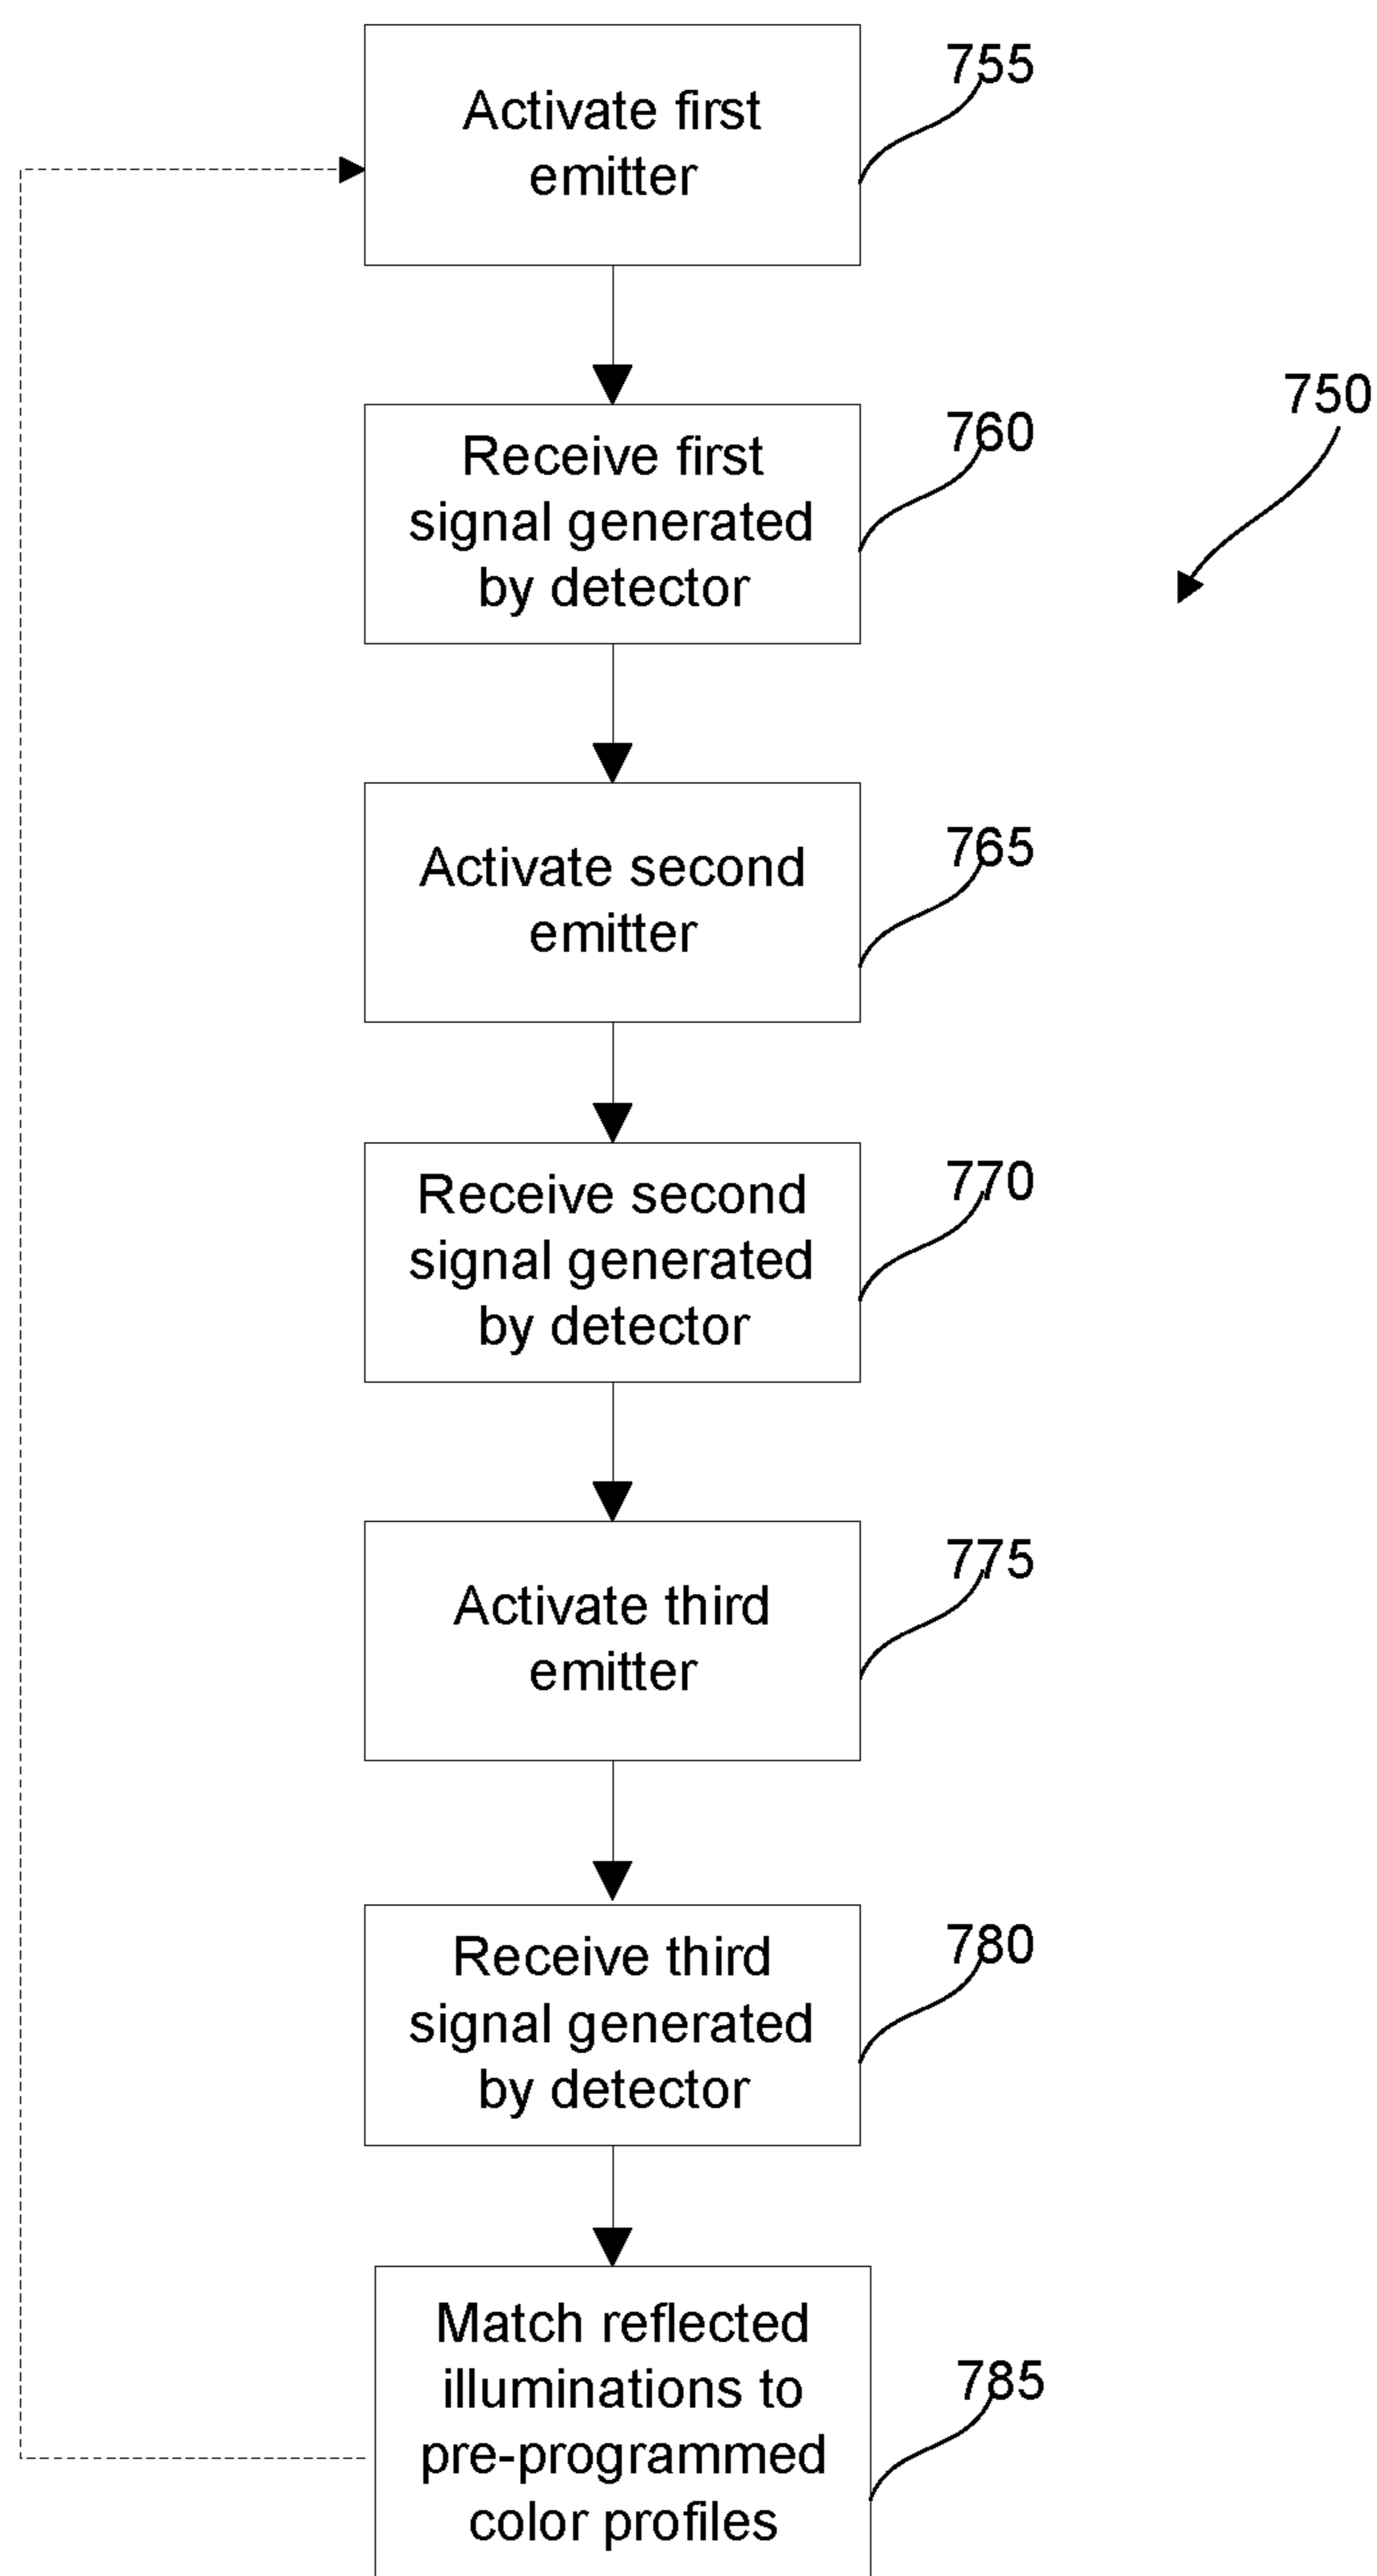 Activate first
emitter
755
Receive first
signal generated
by detector
760
750
Activate second
emitter
765
Receive second
signal generated
by detector
770
Activate third
emitter
775
Receive third
signal generated
by detector
780
Match reflected
illuminations to
pre-programmed
color profiles
785